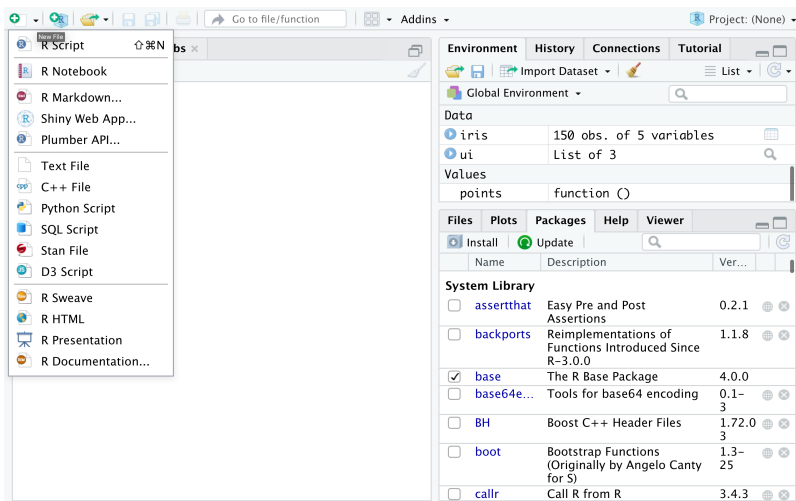 Go to file/function
Addins
Project: (None)
New File
R Script ⇧⌘N
R Notebook
R Markdown...
Shiny Web App...
Plumber API...
Text File
C++ File
Python Script
SQL Script
Stan File
D3 Script
R Sweave
R HTML
R Presentation
R Documentation...
bs ×
Environment History Connections Tutorial
Import Dataset List
Global Environment
Data
iris 150 obs. of 5 variables
ui List of 3
Values
points function ()
Files Plots Packages Help Viewer
Install Update
Name Description Ver...
System Library
assertthat Easy Pre and Post 0.2.1
Assertions
backports Reimplementations of 1.1.8
Functions Introduced Since
R-3.0.0
base The R Base Package 4.0.0
base64e... Tools for base64 encoding 0.1-
3
BH Boost C++ Header Files 1.72.0
3
boot Bootstrap Functions 1.3-
(Originally by Angelo Canty 25
for S)
callr Call R from R 3.4.3